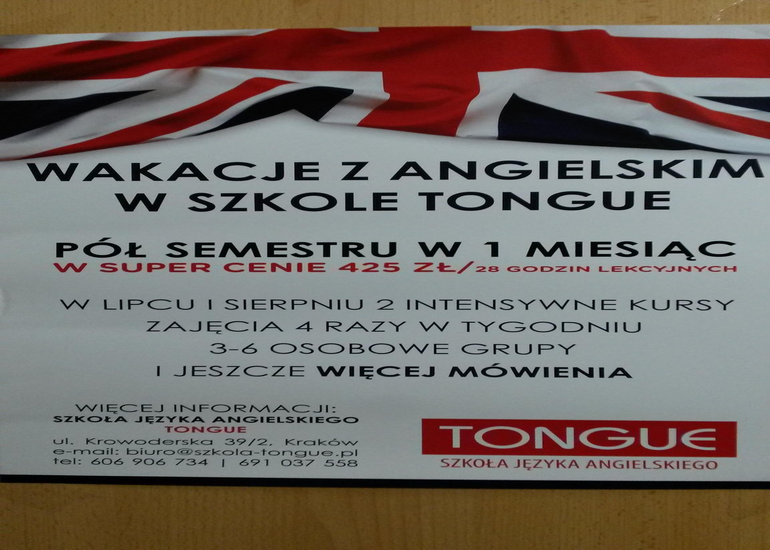 WAKACJE Z ANGIELSKIM
W SZKOLE TONGUE
PÓŁ SEMESTRU W 1 MIESIĄC
W SUPER CENIE 425 ZŁ/28 GODZIN LEKCYJNYCH
W LIPCU I SIERPNIU 2 INTENSYWNE KURSY
ZAJĘCIA 4 RAZY W TYGODNIU
3-6 OSOBOWE GRUPY
I JESZCZE WIĘCEJ MÓWIENIA
WIĘCEJ INFORMACJI:
SZKOŁA JĘZYKA ANGIELSKIEGO
TONGUE
ul. Krowoderska 39/2, Kraków
e-mail: biuro@szkola-tongue.pl
tel: 606 906 734 | 691 037 558
TONGUE
SZKOŁA JĘZYKA ANGIELSKIEGO